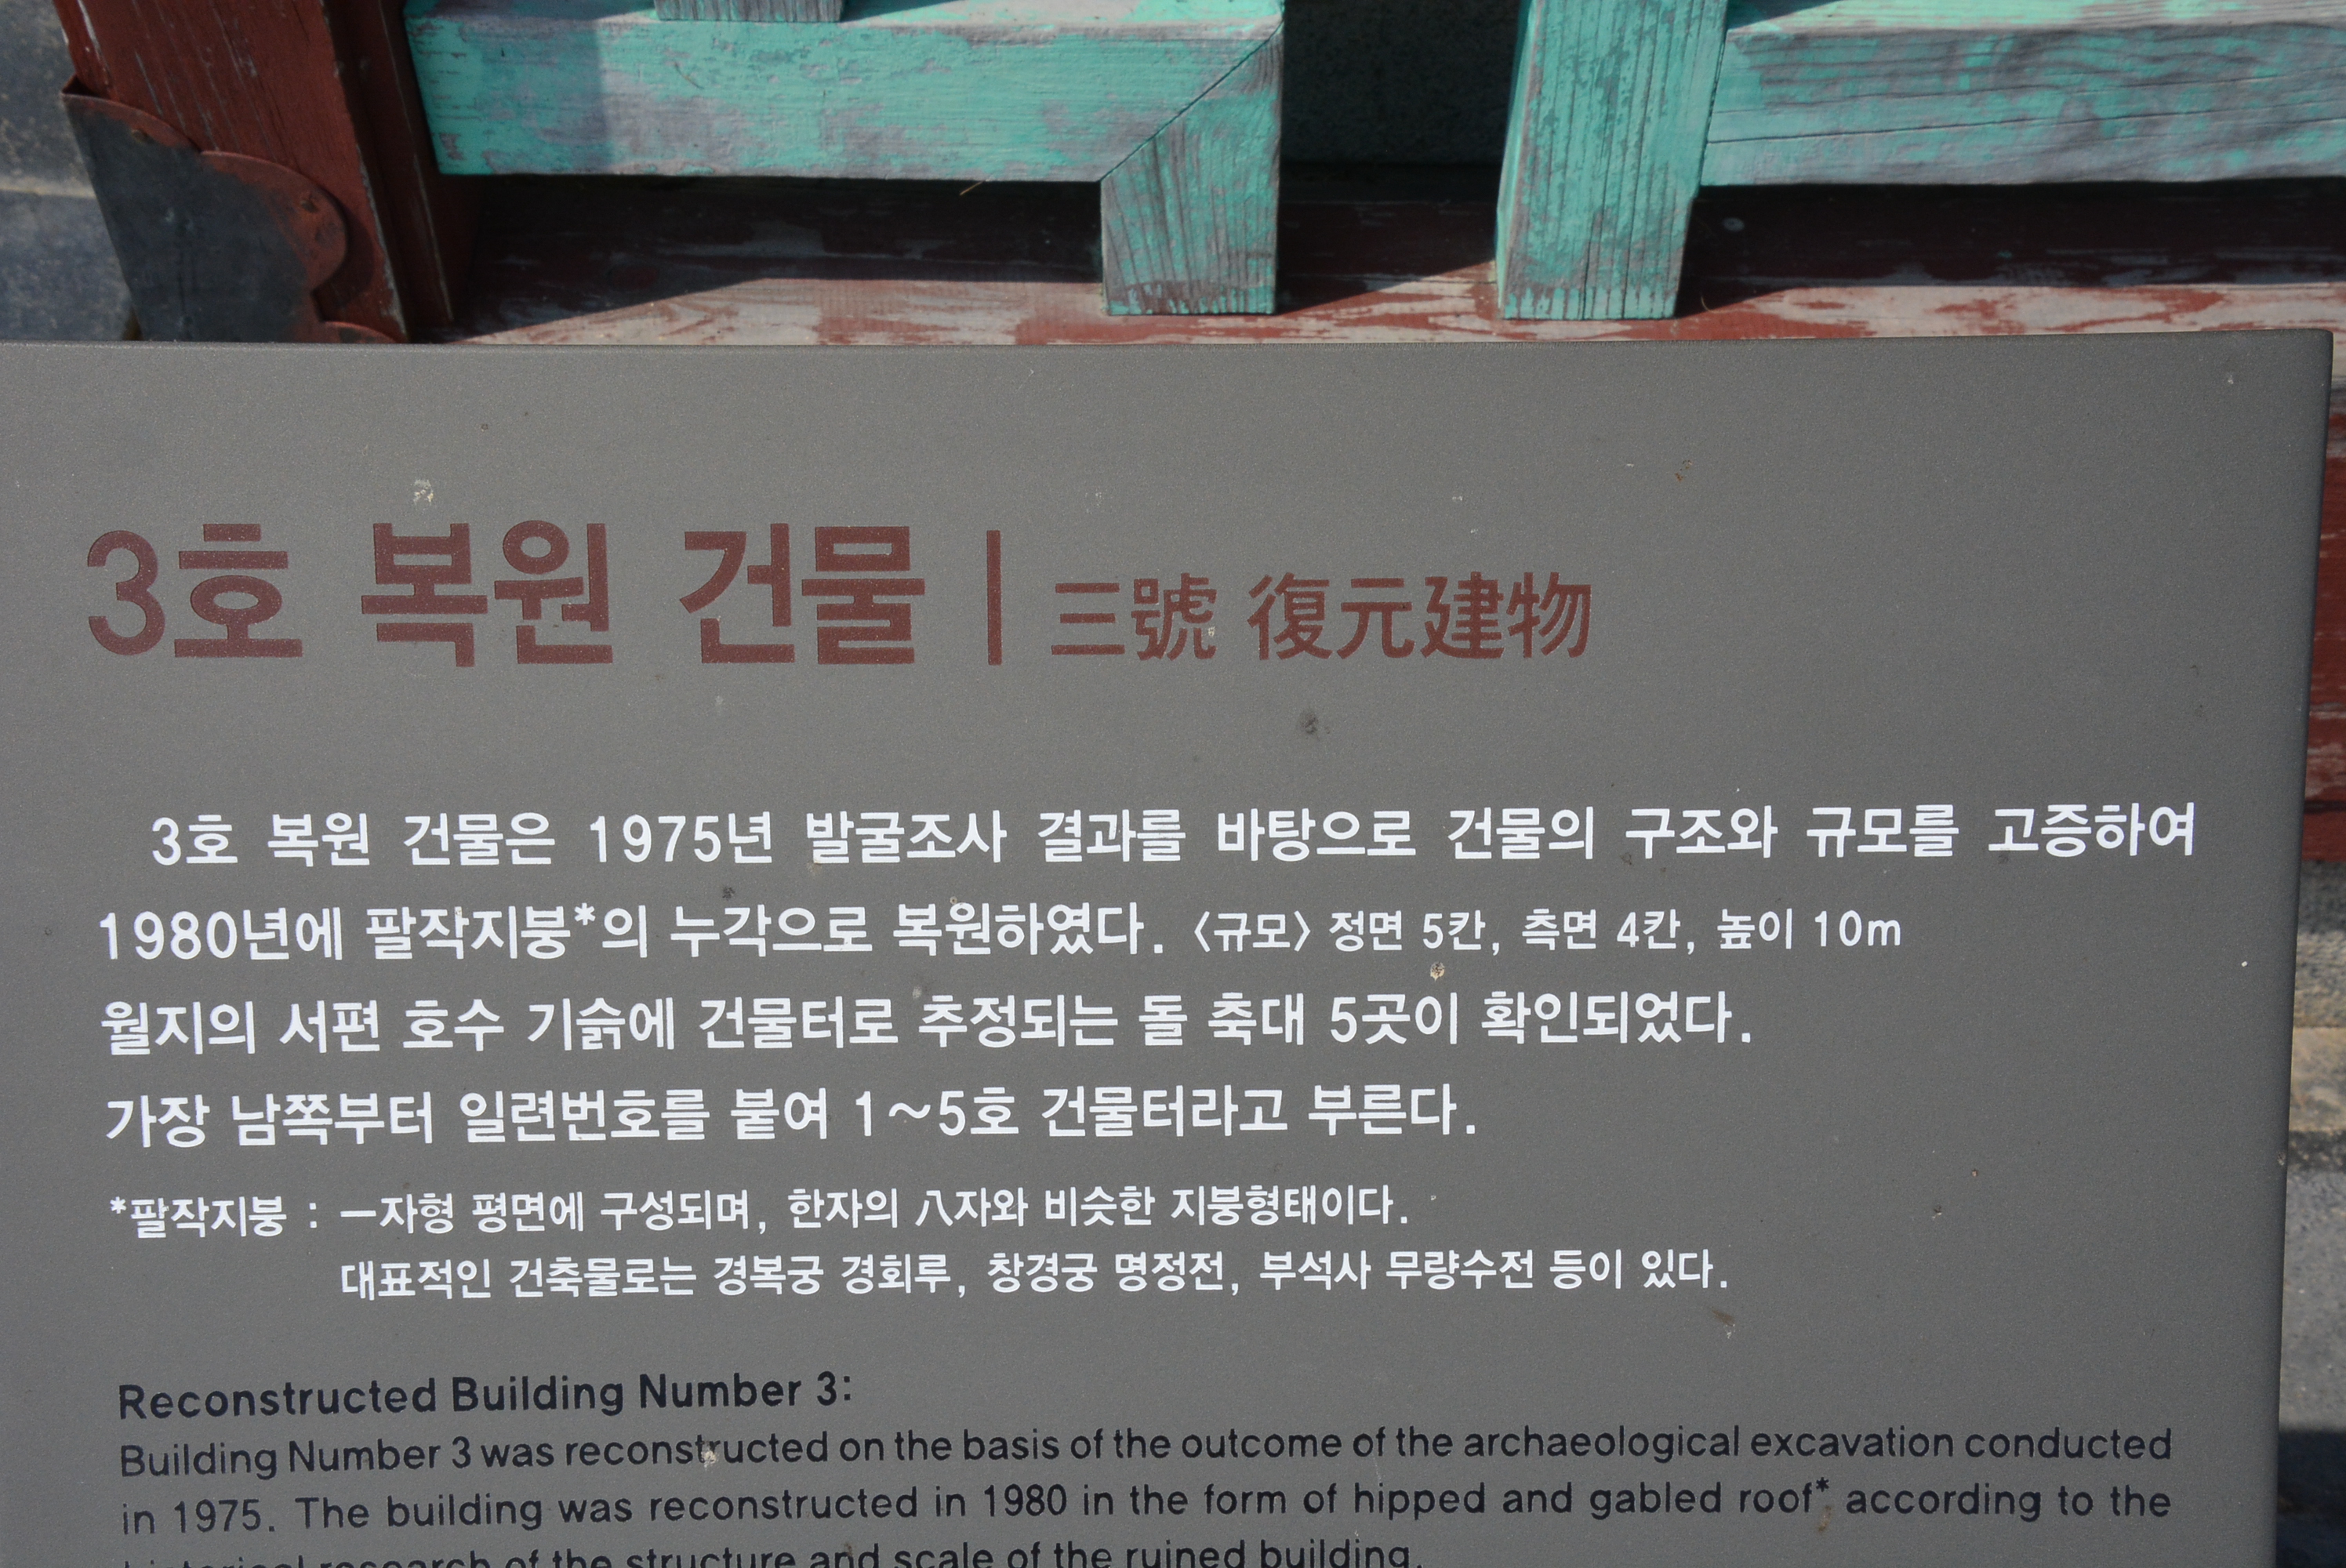 3호 복원 건물 | 三號 復元建物
3호 복원 건물은 1975년 발굴조사 결과를 바탕으로 건물의 구조와 규모를 고증하여
1980년에 팔작지붕*의 누각으로 복원하였다. 〈규모〉 정면 5칸, 측면 4칸, 높이 10m
월지의 서편 호수 기슭에 건물터로 추정되는 돌 축대 5곳이 확인되었다.
가장 남쪽부터 일련번호를 붙여 1~5호 건물터라고 부른다.
*팔작지붕 : 一자형 평면에 구성되며, 한자의 八자와 비슷한 지붕형태이다.
대표적인 건축물로는 경복궁 경회루, 창경궁 명정전, 부석사 무량수전 등이 있다.
Reconstructed Building Number 3:
Building Number 3 was reconstructed on the basis of the outcome of the archaeological excavation conducted
in 1975. The building was reconstructed in 1980 in the form of hipped and gabled roof* according to the
historical research of the structure and scale of the ruined building.